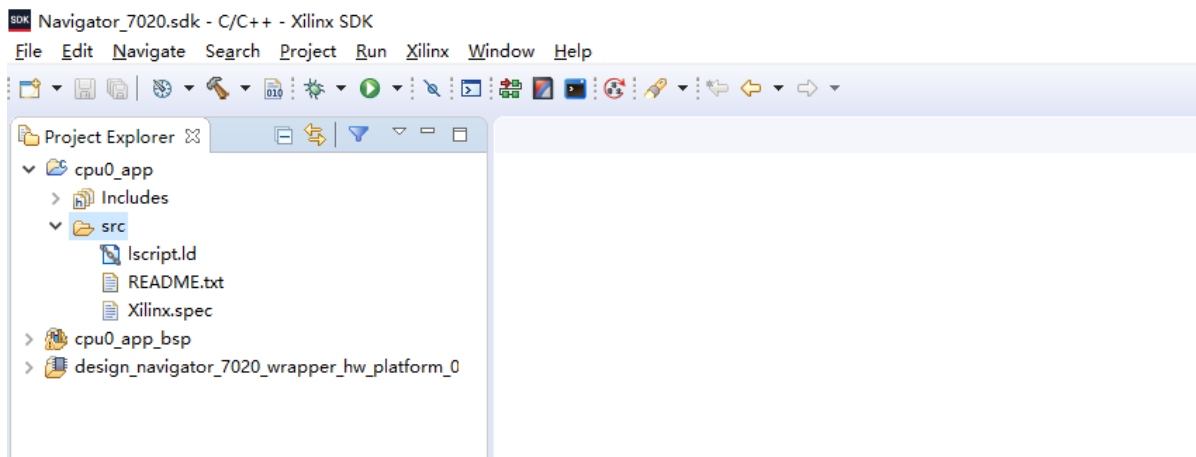 SDK Navigator_7020.sdk - C/C++ - Xilinx SDK
File Edit Navigate Search Project Run Xilinx Window Help
010
Project Explorer
cpu0_app
Includes
src
lscript.ld
README.txt
Xilinx.spec
cpu0_app_bsp
design_navigator_7020_wrapper_hw_platform_0